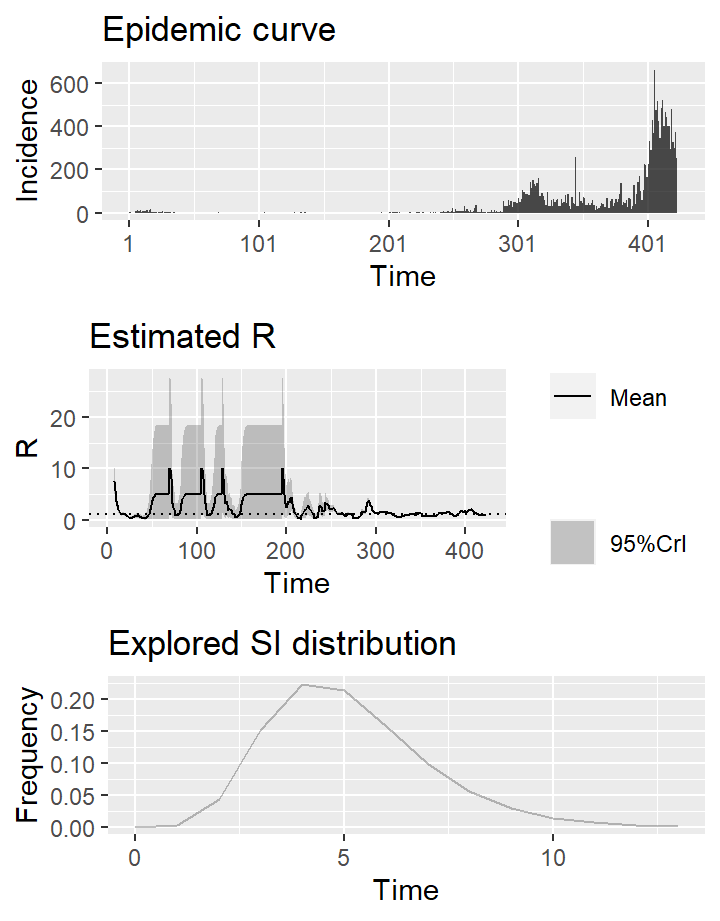 Epidemic curve
Incidence
600
400
200
0
1 101 201 301 401
Time
Estimated R
R
20
10
0
0 100 200 300 400
Time
Mean
95%CrI
Explored SI distribution
Frequency
0.20
0.15
0.10
0.05
0.00
0 5 10
Time